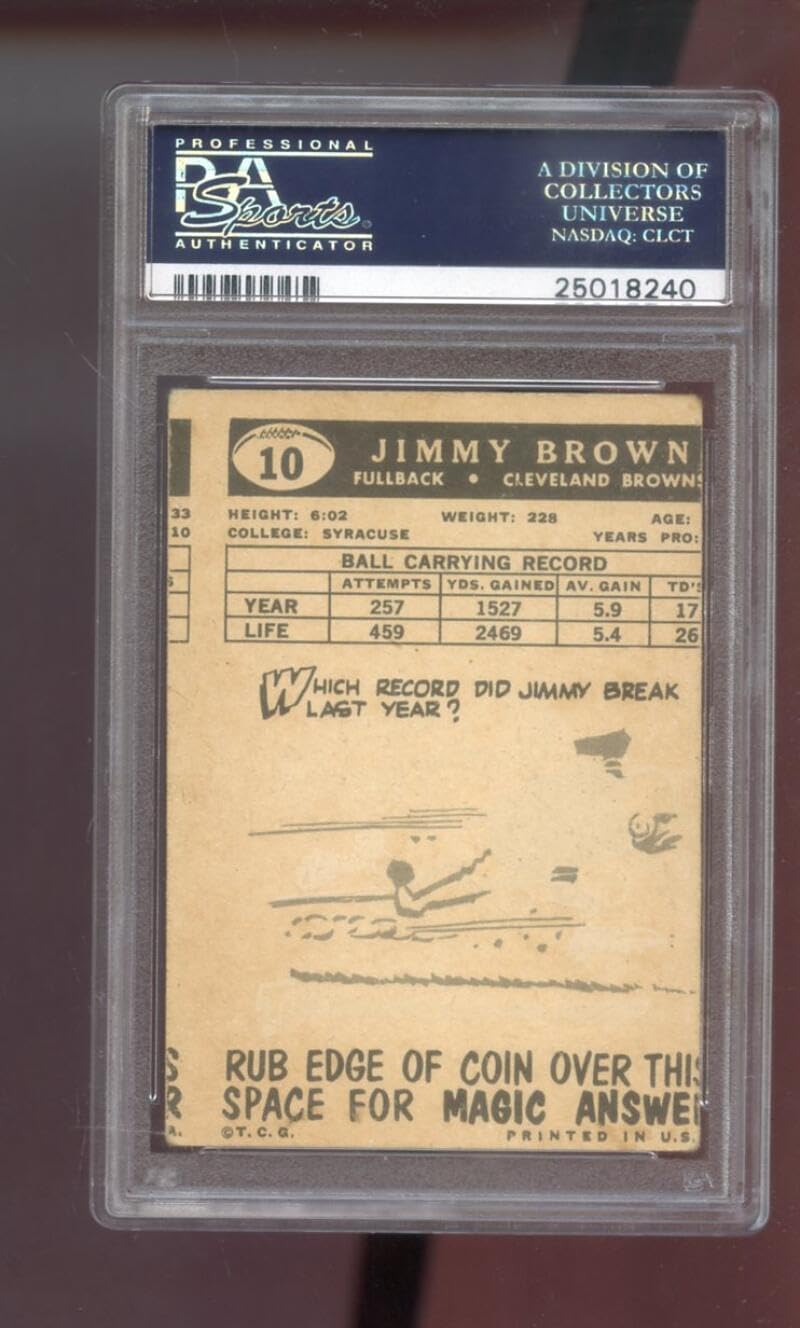 PROFESSIONAL
PSA
Sports
AUTHENTICATOR
A DIVISION OF
COLLECTORS
UNIVERSE
NASDAQ: CLCT
25018240
10
JIMMY BROWN
FULLBACK • CLEVELAND BROWNS
33 HEIGHT: 6:02 WEIGHT: 228 AGE:
10 COLLEGE: SYRACUSE YEARS PRO:
BALL CARRYING RECORD
S ATTEMPTS YDS. GAINED AV. GAIN TD'S
YEAR 257 1527 5.9 17
LIFE 459 2469 5.4 26
WHICH RECORD DID JIMMY BREAK
LAST YEAR?
S RUB EDGE OF COIN OVER THIS
R SPACE FOR MAGIC ANSWER
A. ©T.C.G. PRINTED IN U.S.